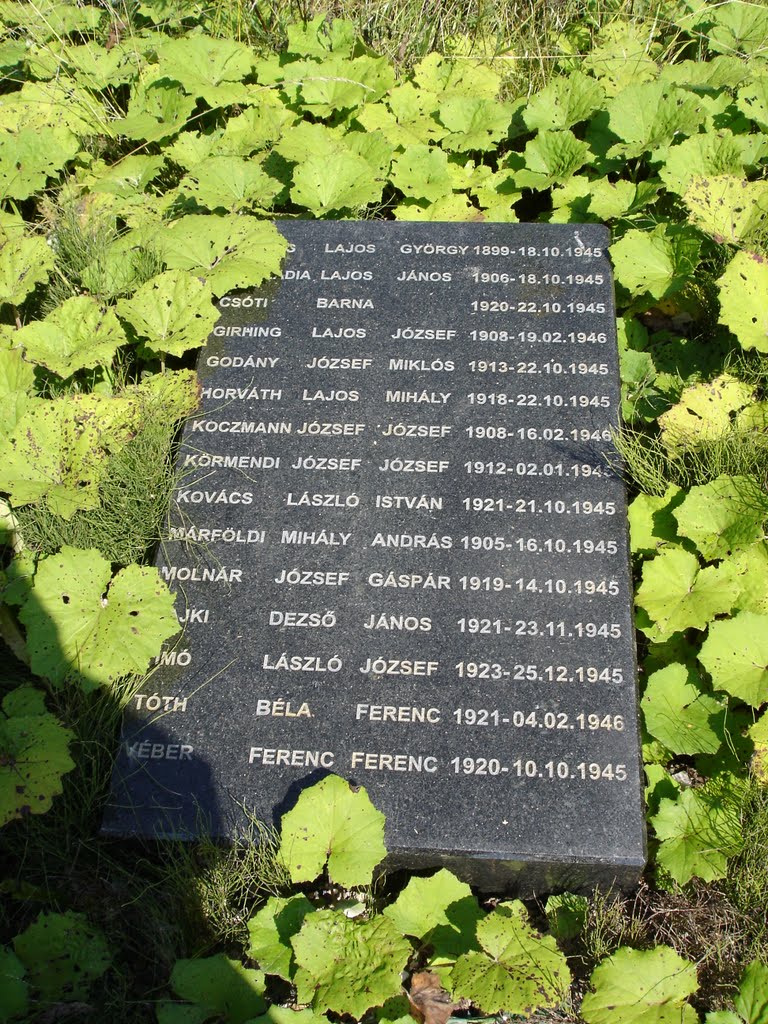 LAJOS GYÖRGY 1899-18.10.1945
LAJOS JÁNOS 1906-18.10.1945
CSÓTI BARNA 1920-22.10.1945
GIRHING LAJOS JÓZSEF 1908-19.02.1946
GODÁNY JÓZSEF MIKLÓS 1913-22.10.1945
HORVÁTH LAJOS MIHÁLY 1918-22.10.1945
KOCZMANN JÓZSEF JÓZSEF 1908-16.02.1946
KÖRMENDI JÓZSEF JÓZSEF 1912-02.01.1945
KOVÁCS LÁSZLÓ ISTVÁN 1921-21.10.1945
MÁRFÖLDI MIHÁLY ANDRÁS 1905-16.10.1945
MOLNÁR JÓZSEF GÁSPÁR 1919-14.10.1945
DEZSŐ JÁNOS 1921-23.11.1945
LÁSZLÓ JÓZSEF 1923-25.12.1945
TÓTH BÉLA FERENC 1921-04.02.1946
VÉBER FERENC FERENC 1920-10.10.1945